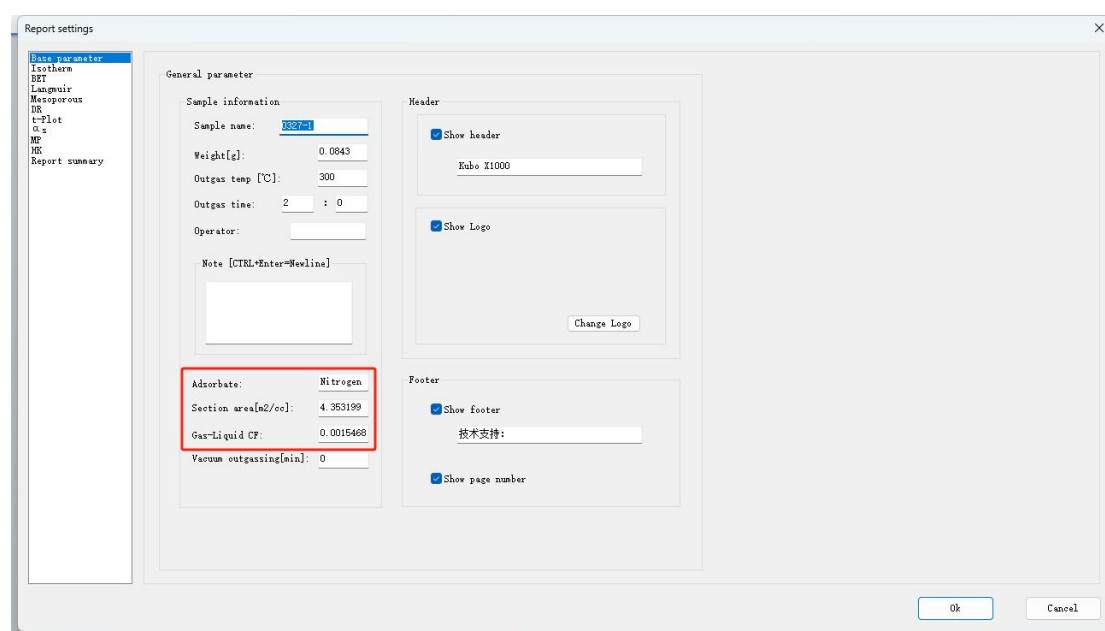 Report settings
Base parameter
Isotherm
BET
Langmuir
Mesoporous
DR
t-Plot
αs
MP
HK
Report summary
General parameter
Sample information
Sample name: 0327-1
Weight[g]: 0.0843
Outgas temp [℃]: 300
Outgas time: 2 : 0
Operator:
Note [CTRL+Enter=Newline]
Adsorbate: Nitrogen
Section area[m2/cc]: 4.353199
Gas-Liquid CF: 0.0015468
Vacuum outgassing[min]: 0
Header
Show header
Kubo X1000
Show Logo
Change Logo
Footer
Show footer
技术支持:
Show page number
Ok
Cancel